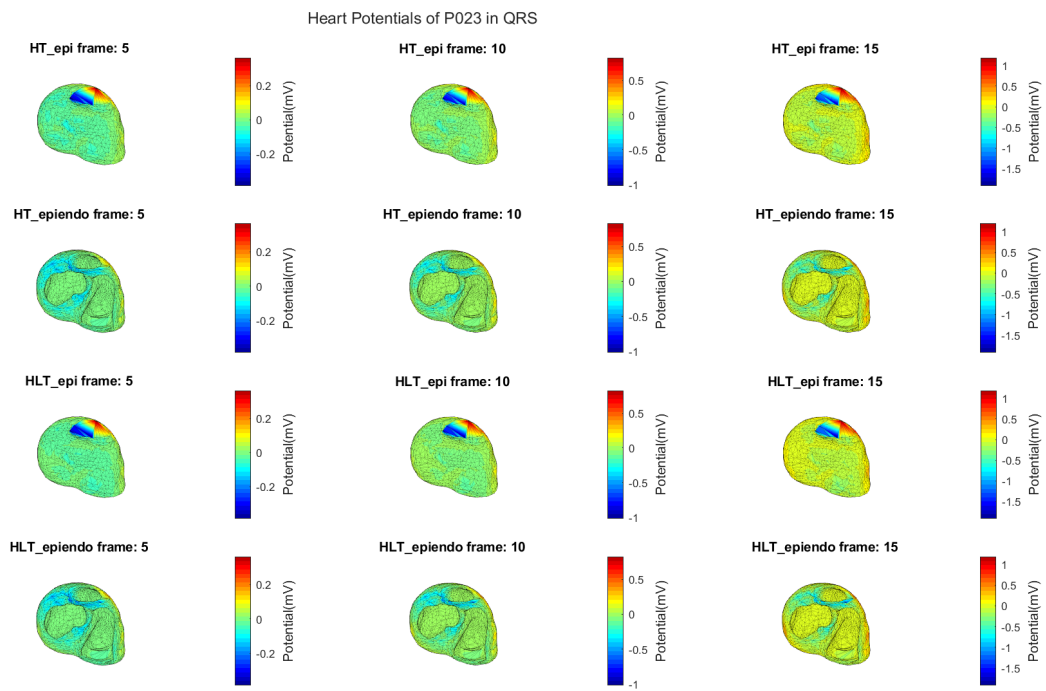 Heart Potentials of P023 in QRS
HT_epi frame: 5
0.2
0
-0.2
Potential(mV)
HT_epi frame: 10
0.5
0
-0.5
-1
Potential(mV)
HT_epi frame: 15
1
0.5
0
-0.5
-1
-1.5
Potential(mV)
HT_epiendo frame: 5
0.2
0
-0.2
Potential(mV)
HT_epiendo frame: 10
0.5
0
-0.5
-1
Potential(mV)
HT_epiendo frame: 15
1
0.5
0
-0.5
-1
-1.5
Potential(mV)
HLT_epi frame: 5
0.2
0
-0.2
Potential(mV)
HLT_epi frame: 10
0.5
0
-0.5
-1
Potential(mV)
HLT_epi frame: 15
1
0.5
0
-0.5
-1
-1.5
Potential(mV)
HLT_epiendo frame: 5
0.2
0
-0.2
Potential(mV)
HLT_epiendo frame: 10
0.5
0
-0.5
-1
Potential(mV)
HLT_epiendo frame: 15
1
0.5
0
-0.5
-1
-1.5
Potential(mV)